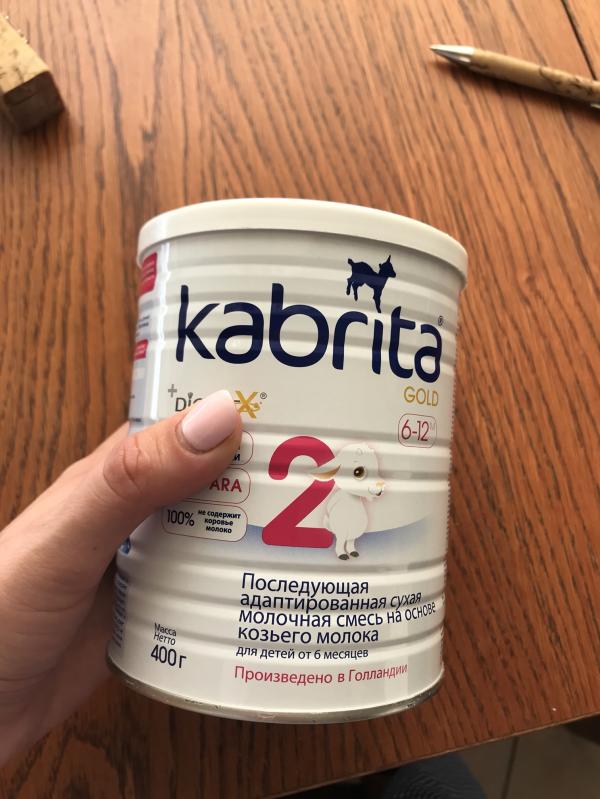 kabrita®
GOLD
6-12
2
ARA
100%
не содержит
коровье
молоко
Последующая
адаптированная сухая
молочная смесь на основе
козьего молока
для детей от 6 месяцев
Масса
Нетто
400 г
Произведено в Голландии